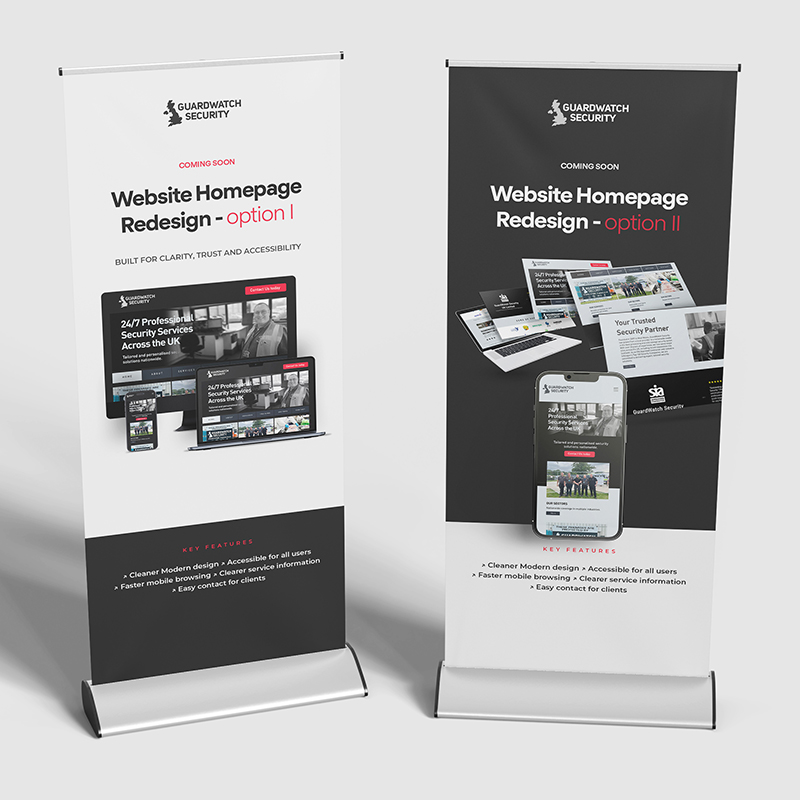 GUARDWATCH
SECURITY
COMING SOON
Website Homepage
Redesign - option I
BUILT FOR CLARITY, TRUST AND ACCESSIBILITY
GUARDWATCH
SECURITY
Contact Us today
24/7 Professional
Security Services
Across the UK
Tailored and personalised
solutions nationwide.
24/7 Professional
Security Services
Across the UK
KEY FEATURES
> Cleaner Modern design > Accessible for all users
> Faster mobile browsing > Clearer service information
> Easy contact for clients
GUARDWATCH
SECURITY
COMING SOON
Website Homepage
Redesign - option II
24/7
Security
Across the UK
Your Trusted
Security Partner
sia
GuardWatch Security
GUARDWATCH
SECURITY
24/7
Professional
Security Services
Across the UK
Tailored and personalised security
solutions nationwide.
OUR SECTORS
KEY FEATURES
> Cleaner Modern design > Accessible for all users
> Faster mobile browsing > Clearer service information
> Easy contact for clients